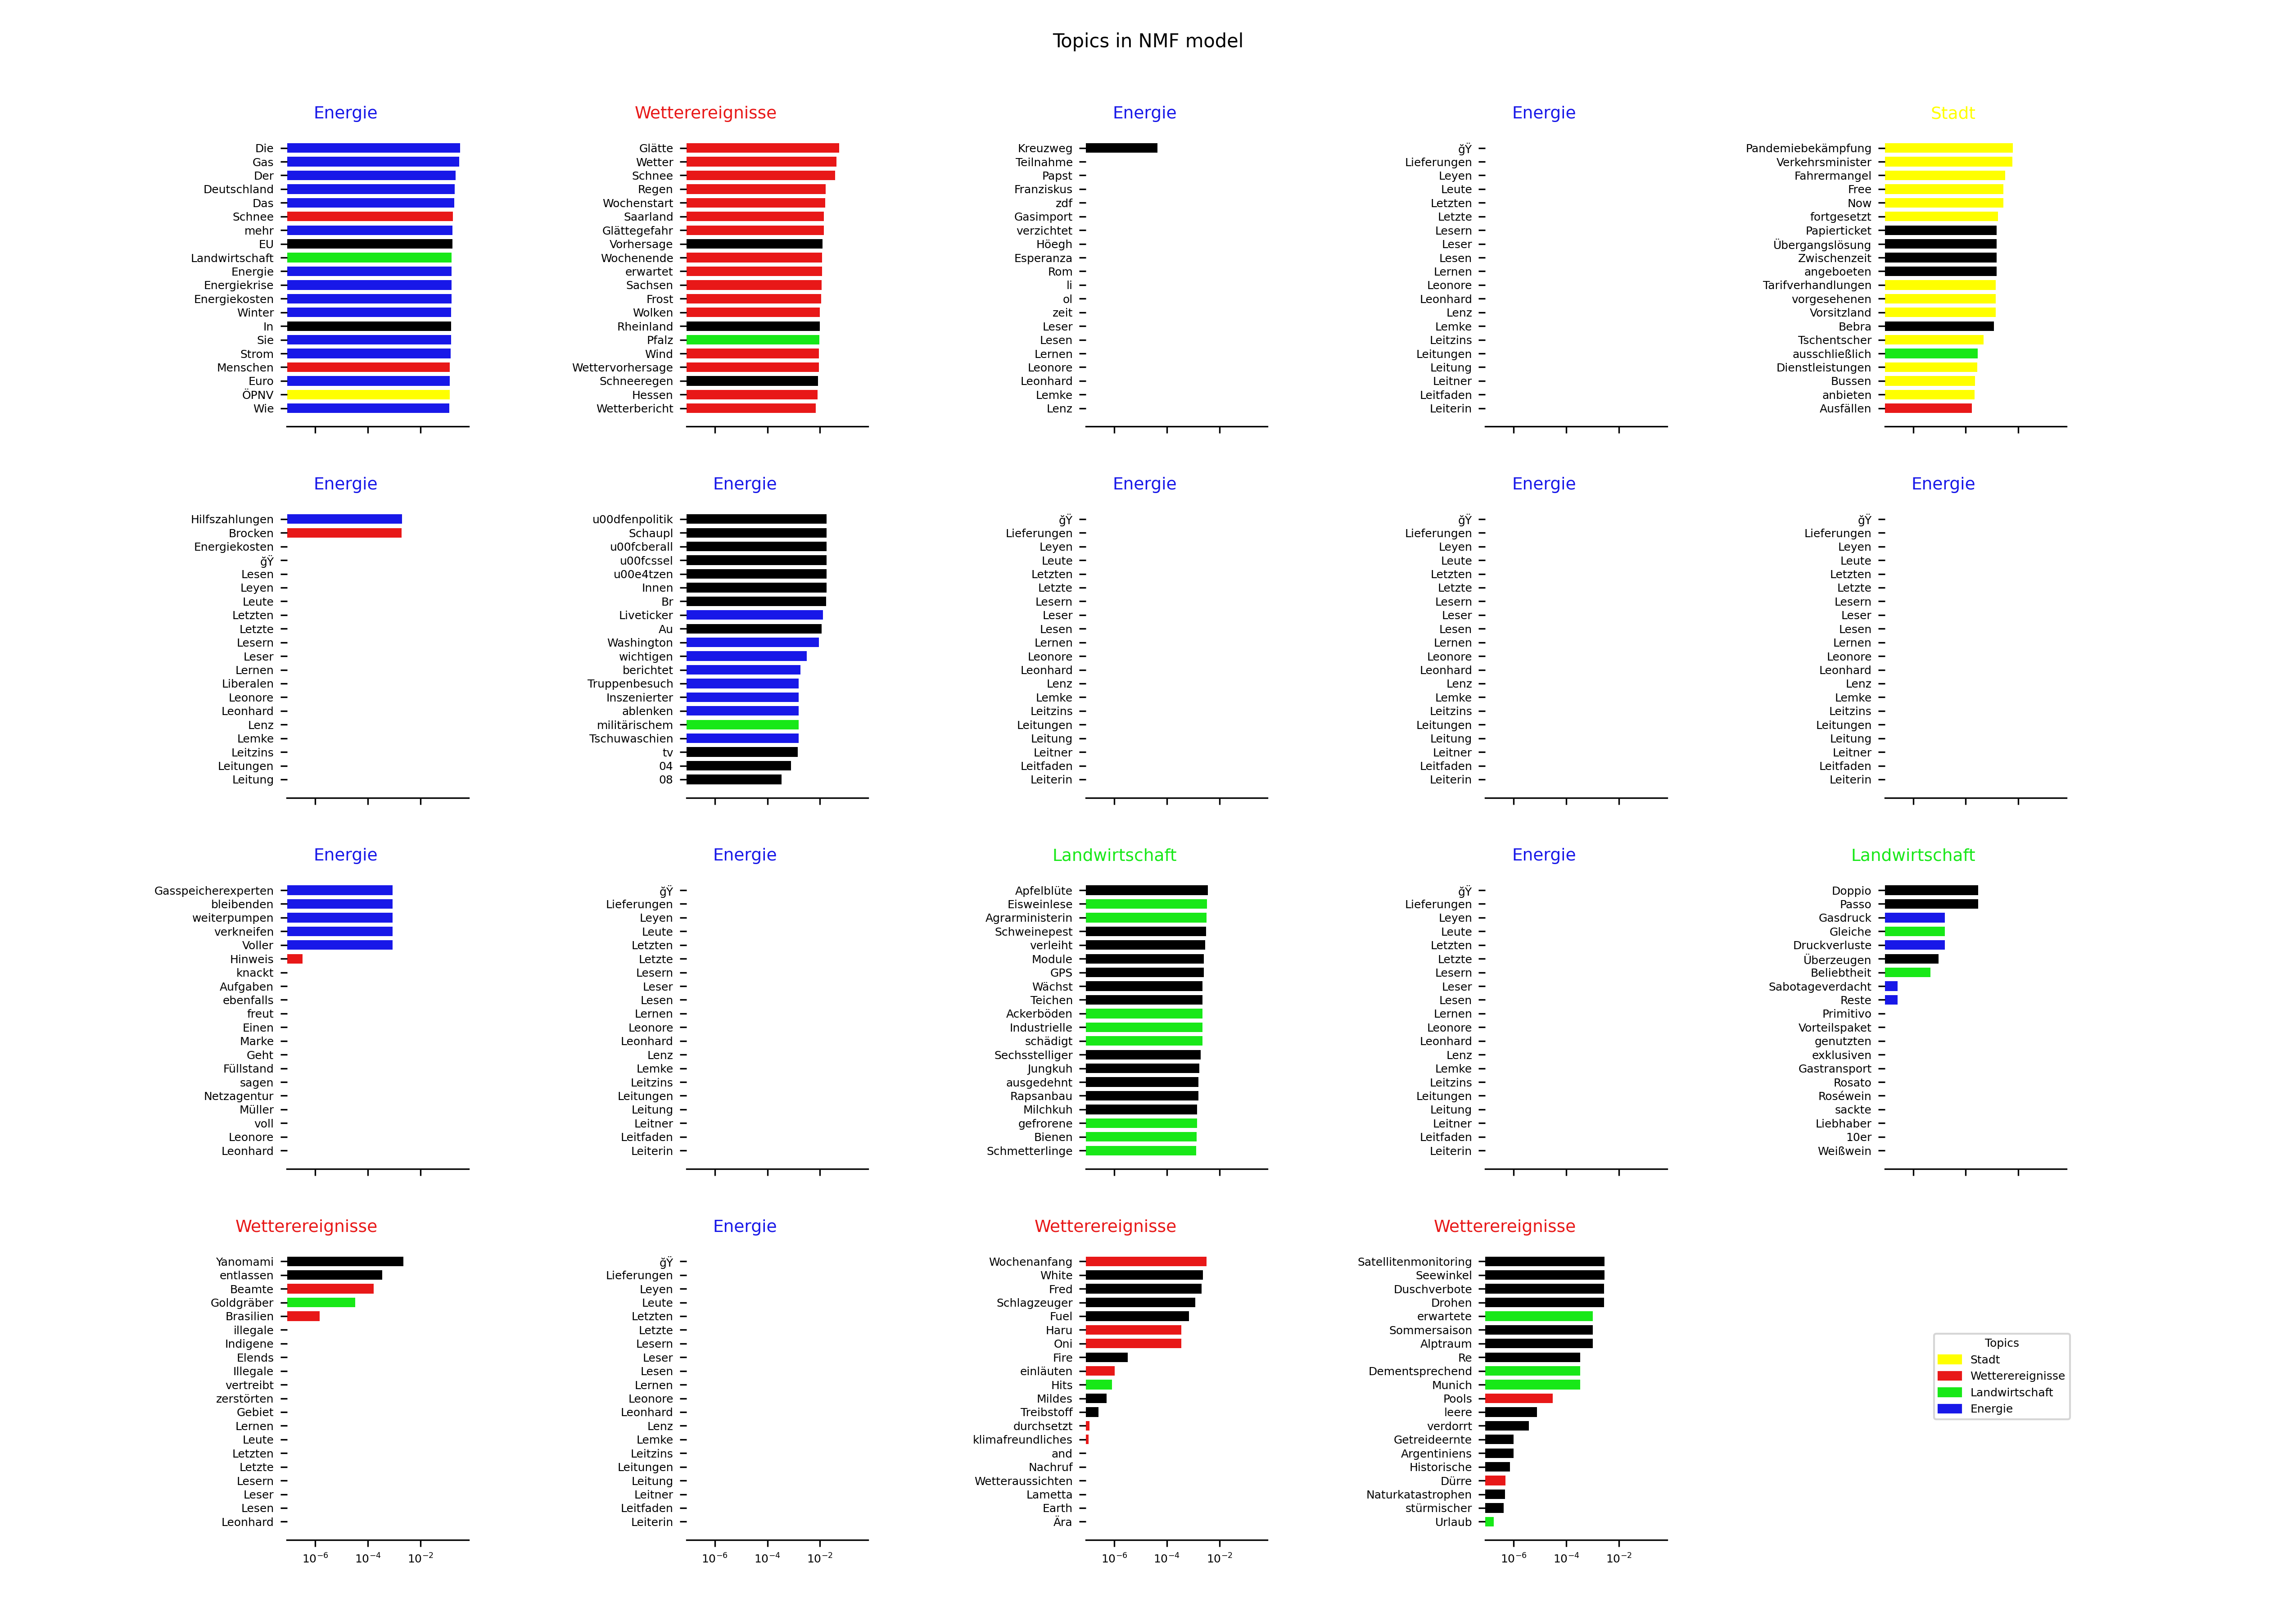 Topics in NMF model
Energie
Die
Gas
Der
Deutschland
Das
Schnee
mehr
EU
Landwirtschaft
Energie
Energiekrise
Energiekosten
Winter
In
Sie
Strom
Menschen
Euro
ÖPNV
Wie
Wetterereignisse
Glätte
Wetter
Schnee
Regen
Wochenstart
Saarland
Glättegefahr
Vorhersage
Wochenende
erwartet
Sachsen
Frost
Wolken
Rheinland
Pfalz
Wind
Wettervorhersage
Schneeregen
Hessen
Wetterbericht
Energie
Kreuzweg
Teilnahme
Papst
Franziskus
zdf
Gasimport
verzichtet
Höegh
Esperanza
Rom
li
ol
zeit
Leser
Lesen
Lernen
Leonore
Leonhard
Lemke
Lenz
Energie
ğŸ
Lieferungen
Leyen
Leute
Letzten
Letzte
Lesern
Leser
Lesen
Lernen
Leonore
Leonhard
Lenz
Lemke
Leitzins
Leitungen
Leitung
Leitner
Leitfaden
Leiterin
Stadt
Pandemiebekämpfung
Verkehrsminister
Fahrermangel
Free
Now
fortgesetzt
Papierticket
Übergangslösung
Zwischenzeit
angeboeten
Tarifverhandlungen
vorgesehenen
Vorsitzland
Bebra
Tschentscher
ausschließlich
Dienstleistungen
Bussen
anbieten
Ausfällen
Energie
Hilfszahlungen
Brocken
Energiekosten
ğŸ
Lesen
Leyen
Leute
Letzten
Letzte
Lesern
Leser
Lernen
Liberalen
Leonore
Leonhard
Lenz
Lemke
Leitzins
Leitungen
Leitung
Energie
u00dfenpolitik
Schaupl
u00fcberall
u00fcssel
u00e4tzen
Innen
Br
Liveticker
Au
Washington
wichtigen
berichtet
Truppenbesuch
Inszenierter
ablenken
militärischem
Tschuwaschien
tv
04
08
Energie
ğŸ
Lieferungen
Leyen
Leute
Letzten
Letzte
Lesern
Leser
Lesen
Lernen
Leonore
Leonhard
Lenz
Lemke
Leitzins
Leitungen
Leitung
Leitner
Leitfaden
Leiterin
Energie
ğŸ
Lieferungen
Leyen
Leute
Letzten
Letzte
Lesern
Leser
Lesen
Lernen
Leonore
Leonhard
Lenz
Lemke
Leitzins
Leitungen
Leitung
Leitner
Leitfaden
Leiterin
Energie
ğŸ
Lieferungen
Leyen
Leute
Letzten
Letzte
Lesern
Leser
Lesen
Lernen
Leonore
Leonhard
Lenz
Lemke
Leitzins
Leitungen
Leitung
Leitner
Leitfaden
Leiterin
Energie
Gasspeicherexperten
bleibenden
weiterpumpen
verkneifen
Voller
Hinweis
knackt
Aufgaben
ebenfalls
freut
Einen
Marke
Geht
Füllstand
sagen
Netzagentur
Müller
voll
Leonore
Leonhard
Energie
ğŸ
Lieferungen
Leyen
Leute
Letzten
Letzte
Lesern
Leser
Lesen
Lernen
Leonore
Leonhard
Lenz
Lemke
Leitzins
Leitungen
Leitung
Leitner
Leitfaden
Leiterin
Landwirtschaft
Apfelblüte
Eisweinlese
Agrarministerin
Schweinepest
verleiht
Module
GPS
Wächst
Teichen
Ackerböden
Industrielle
schädigt
Sechsstelliger
Jungkuh
ausgedehnt
Rapsanbau
Milchkuh
gefrorene
Bienen
Schmetterlinge
Energie
ğŸ
Lieferungen
Leyen
Leute
Letzten
Letzte
Lesern
Leser
Lesen
Lernen
Leonore
Leonhard
Lenz
Lemke
Leitzins
Leitungen
Leitung
Leitner
Leitfaden
Leiterin
Landwirtschaft
Doppio
Passo
Gasdruck
Gleiche
Druckverluste
Überzeugen
Beliebtheit
Sabotageverdacht
Reste
Primitivo
Vorteilspaket
genutzten
exklusiven
Gastransport
Rosato
Roséwein
sackte
Liebhaber
10er
Weißwein
Wetterereignisse
Yanomami
entlassen
Beamte
Goldgräber
Brasilien
illegale
Indigene
Elends
Illegale
vertreibt
zerstörten
Gebiet
Lernen
Leute
Letzten
Letzte
Lesern
Leser
Lesen
Leonhard
10⁻⁶ 10⁻⁴ 10⁻²
Energie
ğŸ
Lieferungen
Leyen
Leute
Letzten
Letzte
Lesern
Leser
Lesen
Lernen
Leonore
Leonhard
Lenz
Lemke
Leitzins
Leitungen
Leitung
Leitner
Leitfaden
Leiterin
10⁻⁶ 10⁻⁴ 10⁻²
Wetterereignisse
Wochenanfang
White
Fred
Schlagzeuger
Fuel
Haru
Oni
Fire
einläuten
Hits
Mildes
Treibstoff
durchsetzt
klimafreundliches
and
Nachruf
Wetteraussichten
Lametta
Earth
Ära
10⁻⁶ 10⁻⁴ 10⁻²
Wetterereignisse
Satellitenmonitoring
Seewinkel
Duschverbote
Drohen
erwartete
Sommersaison
Alptraum
Re
Dementsprechend
Munich
Pools
leere
verdorrt
Getreideernte
Argentiniens
Historische
Dürre
Naturkatastrophen
stürmischer
Urlaub
10⁻⁶ 10⁻⁴ 10⁻²
Topics
Stadt
Wetterereignisse
Landwirtschaft
Energie